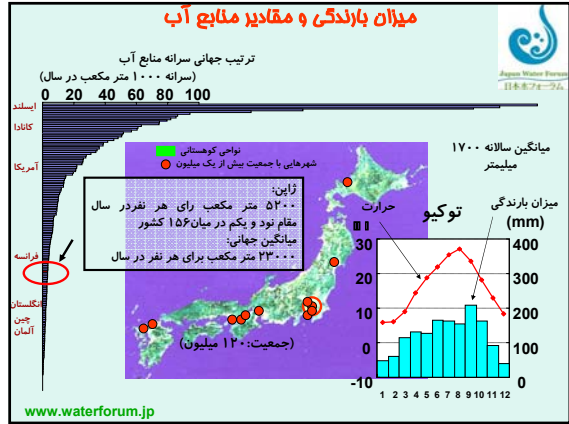 میزان بارندگی و مقادیر منابع آب
Japan Water Forum
日本水フォーラム
ترتیب جهانی سرانه منابع آب
(سرانه ۱۰۰۰ متر مکعب در سال)
0 20 40 60 80 100
ایسلند
کانادا
آمریکا
فرانسه
انگلستان
چین
آلمان
نواحی کوهستانی
شهرهایی با جمعیت بیش از یک میلیون
ژاپن:
۵۲۰۰ متر مکعب رای هر نفردر سال
مقام نود و یکم در میان۱۵۶ کشور
میانگین جهانی:
۲۳۰۰۰ متر مکعب برای هر نفر در سال
(جمعیت:۱۲۰ میلیون)
میانگین سالانه ۱۷۰۰
میلیمتر
میزان بارندگی
(mm)
حرارت
توکیو
30
20
10
0
-10
400
300
200
100
0
1 2 3 4 5 6 7 8 9 10 11 12
www.waterforum.jp